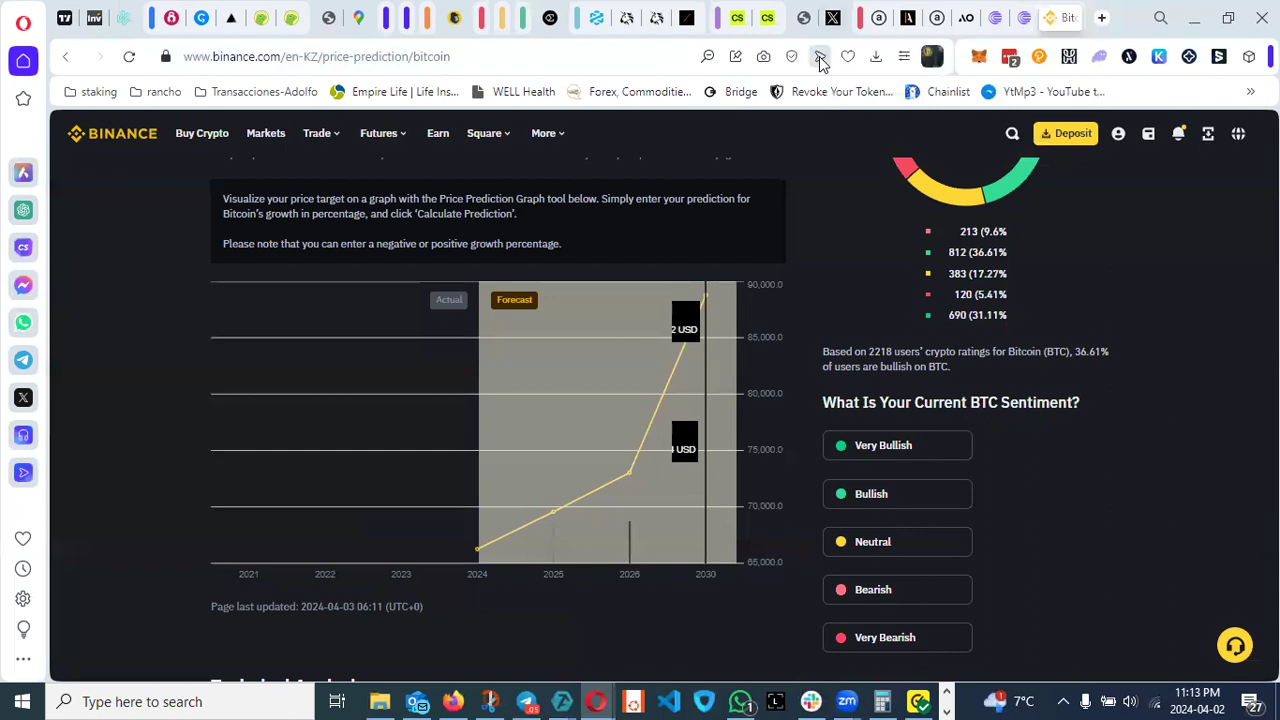 www.binance.com/en-KZ/price-prediction/bitcoin
2
staking
rancho
Transacciones-Adolfo
Empire Life | Life Ins...
WELL Health
Forex, Commoditie...
Bridge
Revoke Your Token...
Chainlist
YtMp3 - YouTube t...
BINANCE
Buy Crypto
Markets
Trade
Futures
Earn
Square
More
Deposit
Visualize your price target on a graph with the Price Prediction Graph tool below. Simply enter your prediction for
Bitcoin's growth in percentage, and click 'Calculate Prediction'.
Please note that you can enter a negative or positive growth percentage.
Actual
Forecast
2 USD
USD
90,000.0
85,000.0
80,000.0
75,000.0
70,000.0
65,000.0
2021
2022
2023
2024
2025
2026
2030
Page last updated: 2024-04-03 06:11 (UTC+0)
213 (9.6%
812 (36.61%
383 (17.27%
120 (5.41%
690 (31.11%
Based on 2218 users' crypto ratings for Bitcoin (BTC), 36.61%
of users are bullish on BTC.
What Is Your Current BTC Sentiment?
Very Bullish
Bullish
Neutral
Bearish
Very Bearish
Type here to search
7°C
11:13 PM
2024-04-02
27